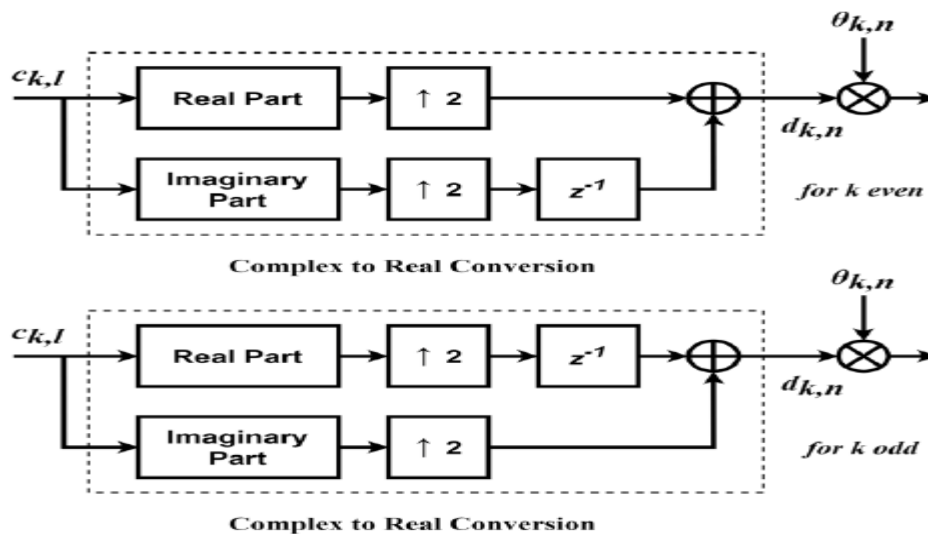 θk,n
ck,l
Real Part
↑ 2
dk,n
Imaginary
Part
↑ 2
z-1
for k even
Complex to Real Conversion
θk,n
ck,l
Real Part
↑ 2
z-1
dk,n
Imaginary
Part
↑ 2
for k odd
Complex to Real Conversion